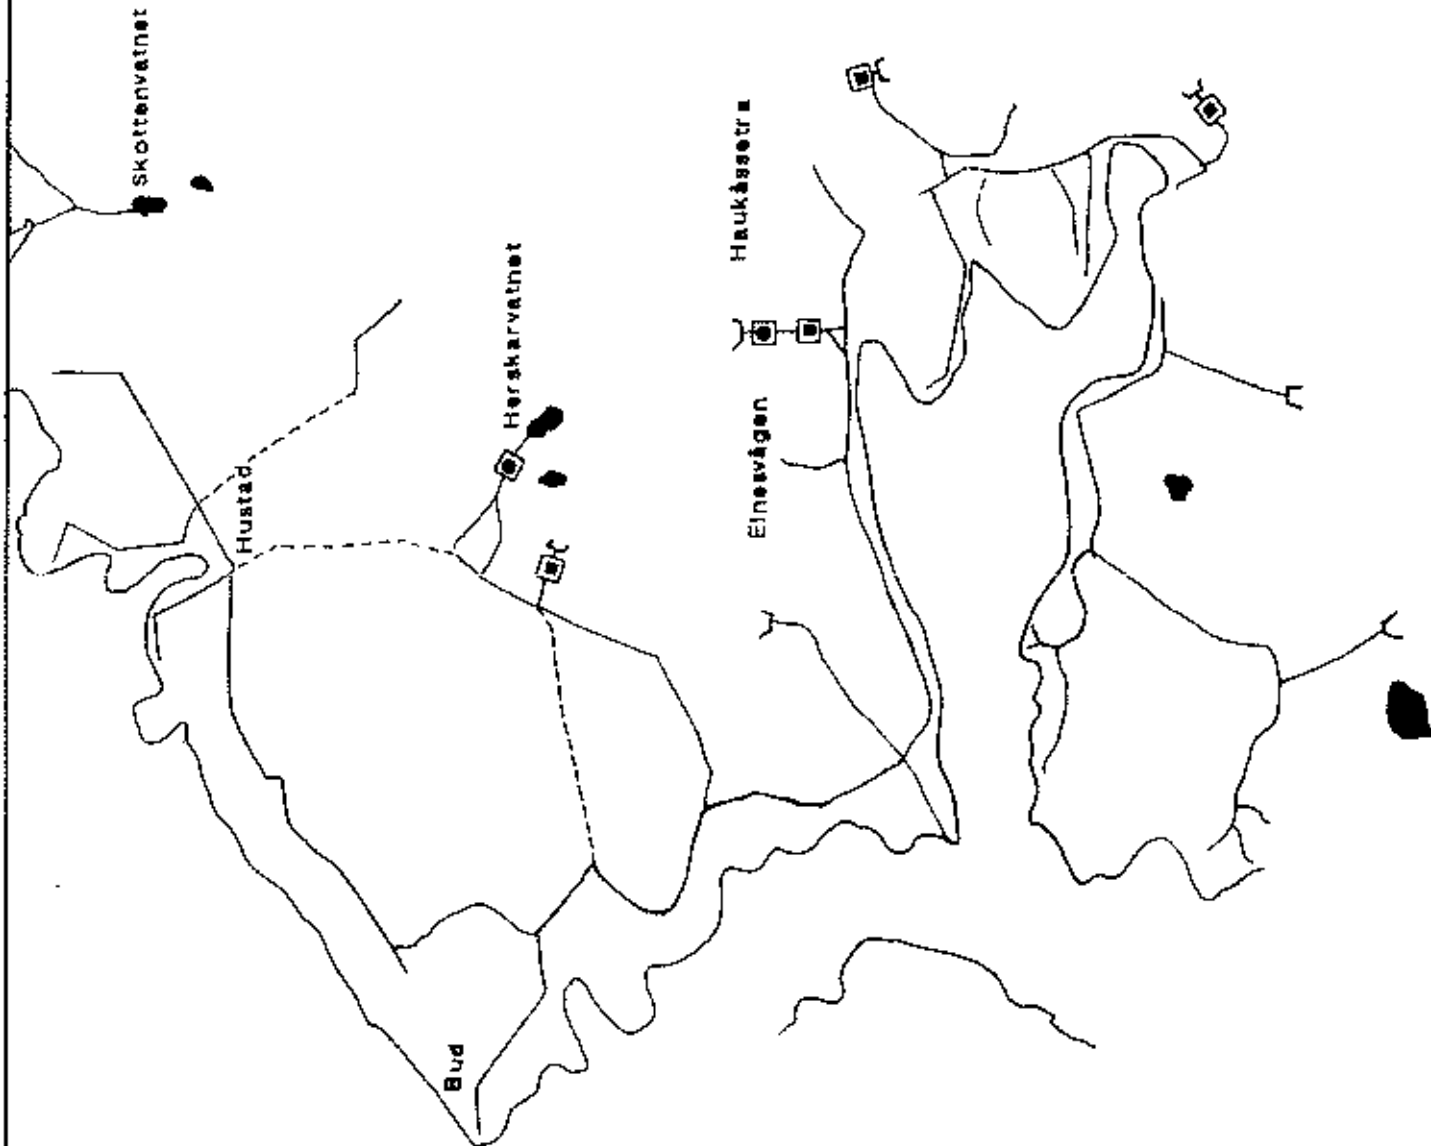 Skottenvatnet
Hustad
Herskarvatnet
Haukåssetra
Elnesvågen
Bud